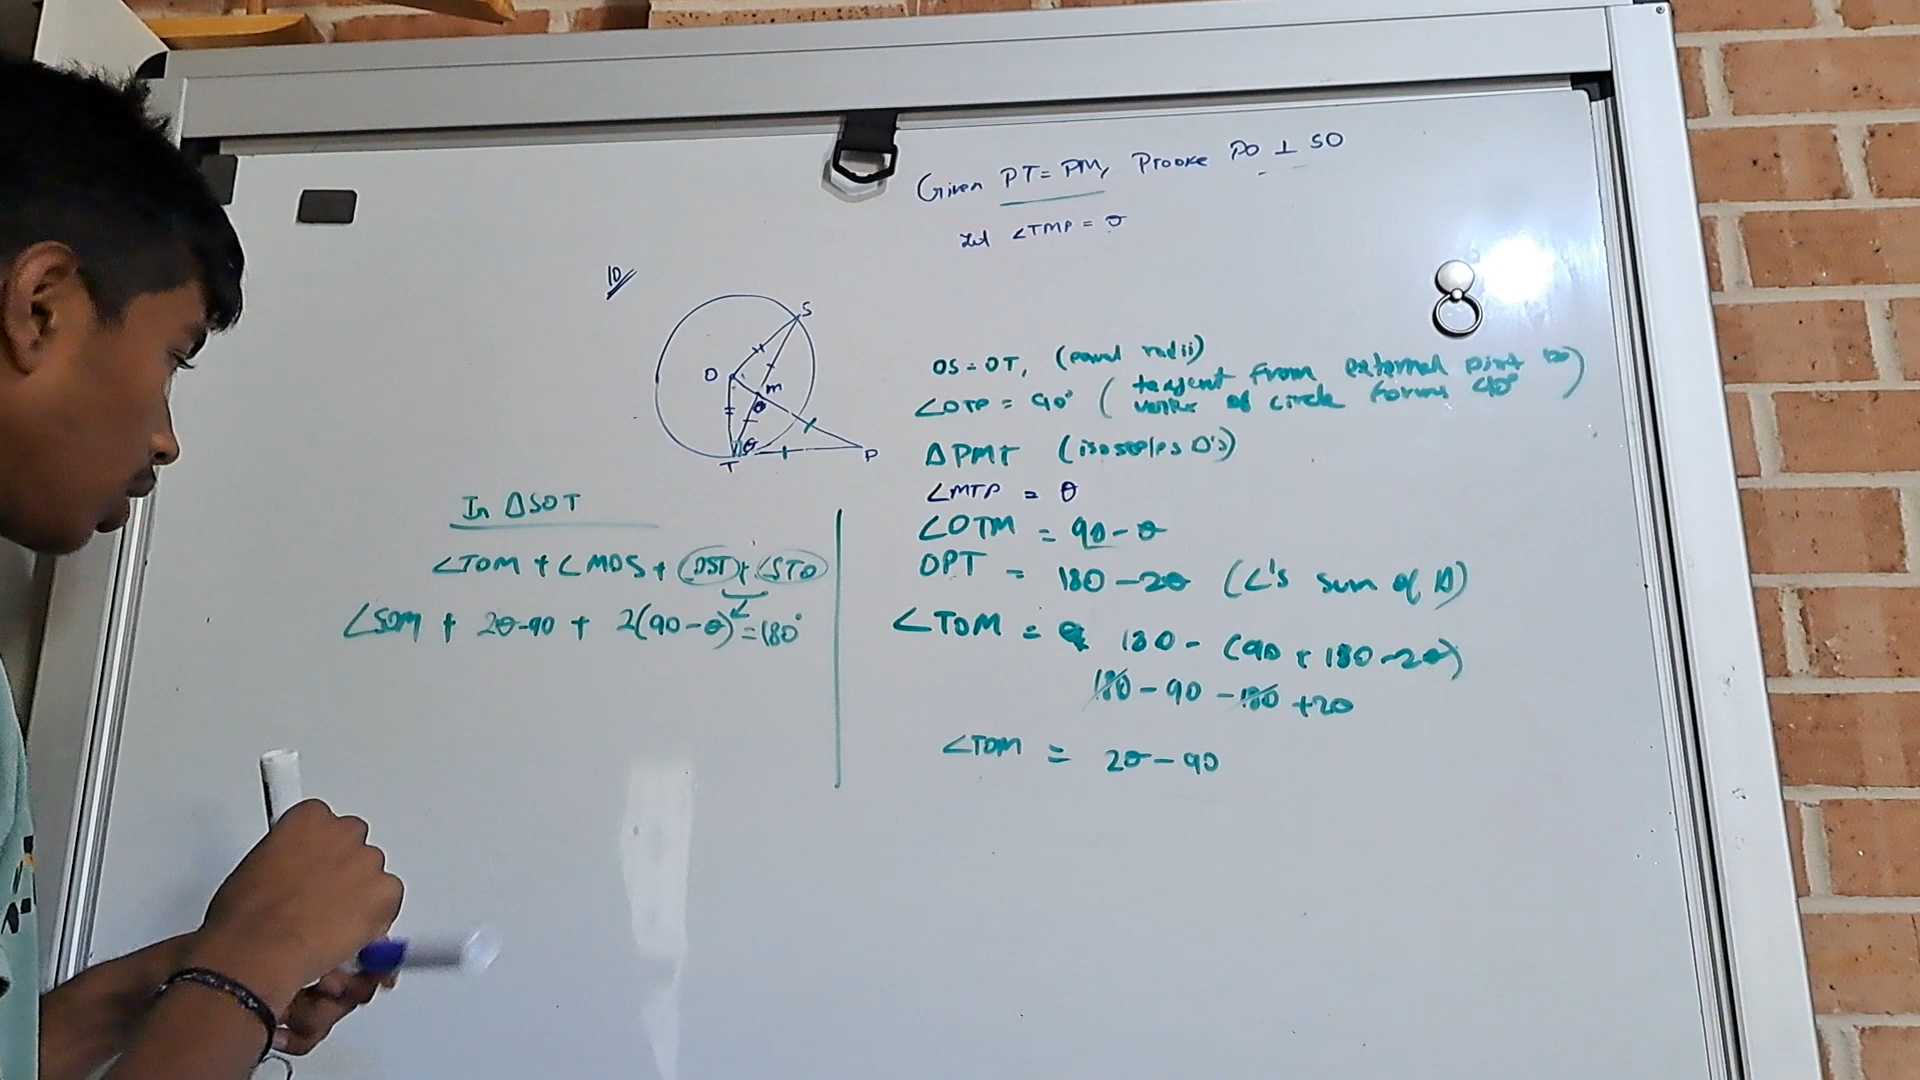 Given PT = PM, Proove PO ⊥ SO
Let ∠TMP = θ
10
S
O
M
θ
θ
T
P
OS = OT, (equal radii)
∠OTP = 90° (tangent from external point to
of circle forms 90°)
ΔPMT (isosceles Δ's)
∠MTP = θ
∠OTM = 90 - θ
OPT = 180 - 2θ (∠'s sum of Δ)
∠TOM = 180 - (90 + 180 - 2θ)
180 - 90 - 180 + 2θ
∠TOM = 2θ - 90
In ΔSOT
∠TOM + ∠MOS + OST + ∠STO
∠SOM + 2θ-90 + 2(90-θ) = 180°